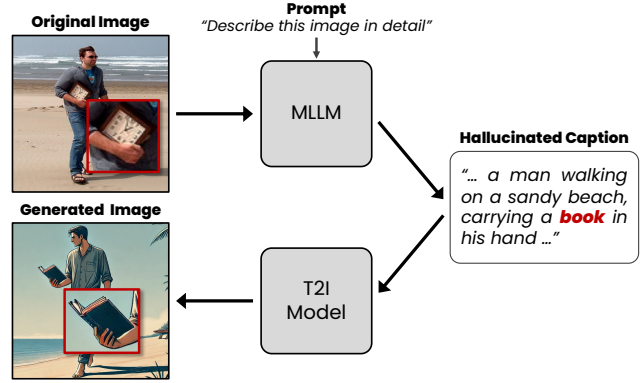 Original Image
Prompt
“Describe this image in detail”
MLLM
Hallucinated Caption
“... a man walking
on a sandy beach,
carrying a book in
his hand ...”
T2I
Model
Generated Image